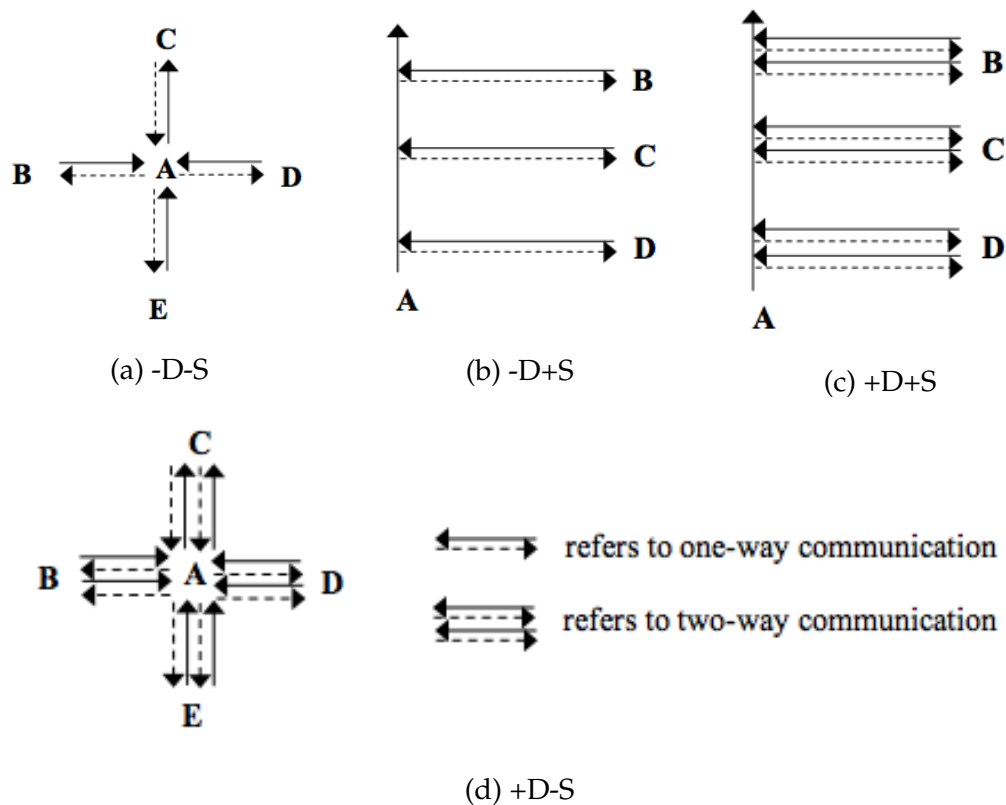 C
B
A
D
E
(a) -D-S
B
C
D
A
(b) -D+S
B
C
D
A
(c) +D+S
C
B
A
D
E
refers to one-way communication
refers to two-way communication
(d) +D-S